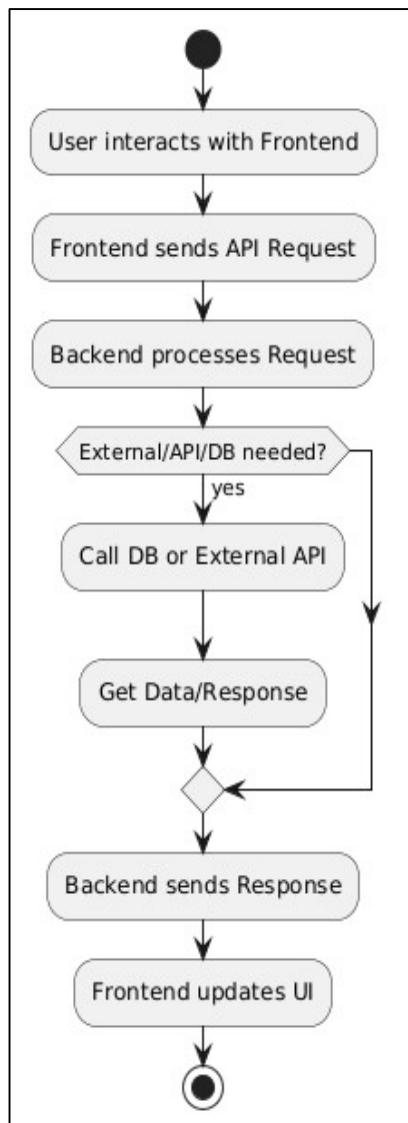 User interacts with Frontend
Frontend sends API Request
Backend processes Request
External/API/DB needed?
yes
Call DB or External API
Get Data/Response
Backend sends Response
Frontend updates UI